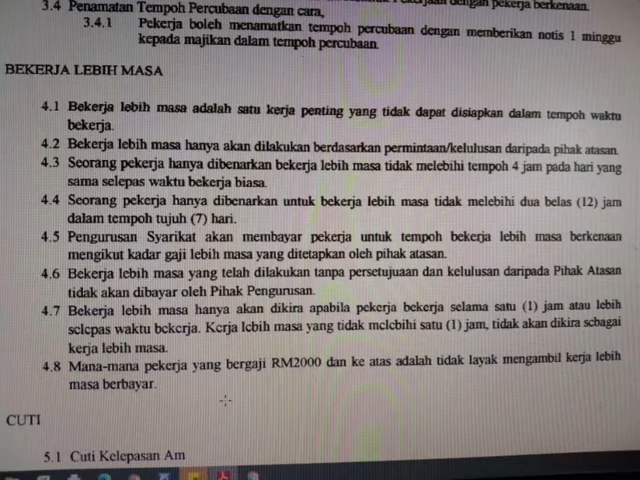 3.4 Penamatan Tempoh Percubaan dengan cara,
dengan pekerja berkenaan.
3.4.1 Pekerja boleh menamatkan tempoh percubaan dengan memberikan notis 1 minggu
kepada majikan dalam tempoh percubaan.
BEKERJA LEBIH MASA
4.1 Bekerja lebih masa adalah satu kerja penting yang tidak dapat disiapkan dalam tempoh waktu
bekerja.
4.2 Bekerja lebih masa hanya akan dilakukan berdasarkan permintaan/kelulusan daripada pihak atasan.
4.3 Seorang pekerja hanya dibenarkan bekerja lebih masa tidak melebihi tempoh 4 jam pada hari yang
sama selepas waktu bekerja biasa.
4.4 Seorang pekerja hanya dibenarkan untuk bekerja lebih masa tidak melebihi dua belas (12) jam
dalam tempoh tujuh (7) hari.
4.5 Pengurusan Syarikat akan membayar pekerja untuk tempoh bekerja lebih masa berkenaan
mengikut kadar gaji lebih masa yang ditetapkan oleh pihak atasan.
4.6 Bekerja lebih masa yang telah dilakukan tanpa persetujuaan dan kelulusan daripada Pihak Atasan
tidak akan dibayar oleh Pihak Pengurusan.
4.7 Bekerja lebih masa hanya akan dikira apabila pekerja bekerja selama satu (1) jam atau lebih
selepas waktu bekerja. Kerja lebih masa yang tidak melebihi satu (1) jam, tidak akan dikira sebagai
kerja lebih masa.
4.8 Mana-mana pekerja yang bergaji RM2000 dan ke atas adalah tidak layak mengambil kerja lebih
masa berbayar.
CUTI
5.1 Cuti Kelepasan Am